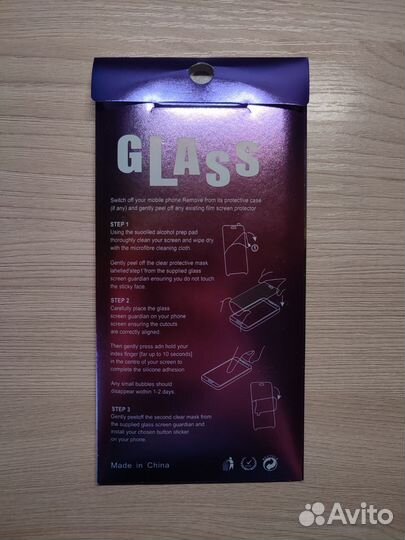 GLASS
Switch off your mobile phone.Remove from its protective case
(if any) and gently peel off any existing film screen protector
STEP 1
Using the suoolied alcohol prep pad
thoroughly clean your screen and wipe dry
with the microfibre cleaning cloth.
Gently peel off the clear protective mask
labelled step1 from the supplied glass
screen guardian ensuring you do not touch
the sticky face.
STEP 2
Carefully place the glass
screen guardian on your phone
screen ensuring the cutouts
are correctly aligned.
Then gently press adn hold your
index finger [far up to 10 seconds]
in the centre of your screen to
complete the silicone adhesion
Any small bubbles should
disappear within 1-2 days.
STEP 3
Gently peeloff the second clear mask from
the supplied glass screen guardian and
install your chosen button sticker
on your phone.
Made in China
Avito